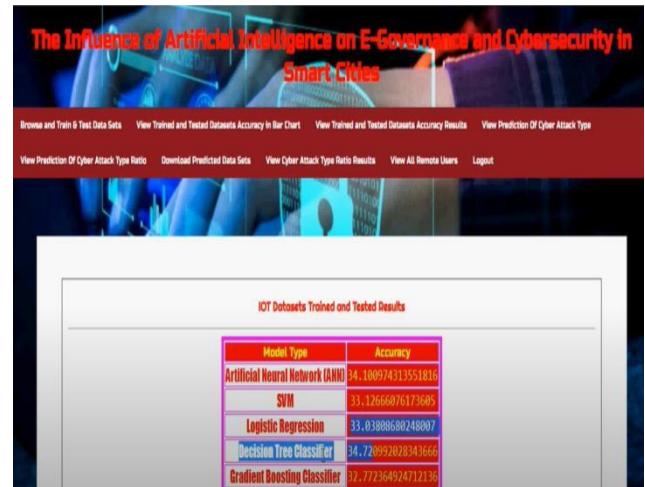 The Influence of Artificial Intelligence on E-Governance and Cybersecurity in
Smart Cities
Browse and Train & Test Data Sets View Trained and Tested Datasets Accuracy in Bar Chart View Trained and Tested Datasets Accuracy Results View Prediction Of Cyber Attack Type
View Prediction Of Cyber Attack Type Ratio Download Predicted Data Sets View Cyber Attack Type Ratio Results View All Remote Users Logout
IOT Datasets Trained and Tested Results
Model Type Accuracy
Artificial Neural Network (ANN) 34.100974313551816
SVM 33.12666076173605
Logistic Regression 33.03808680248007
Decision Tree Classifier 34.720992028343666
Gradient Boosting Classifier 32.772364924712136